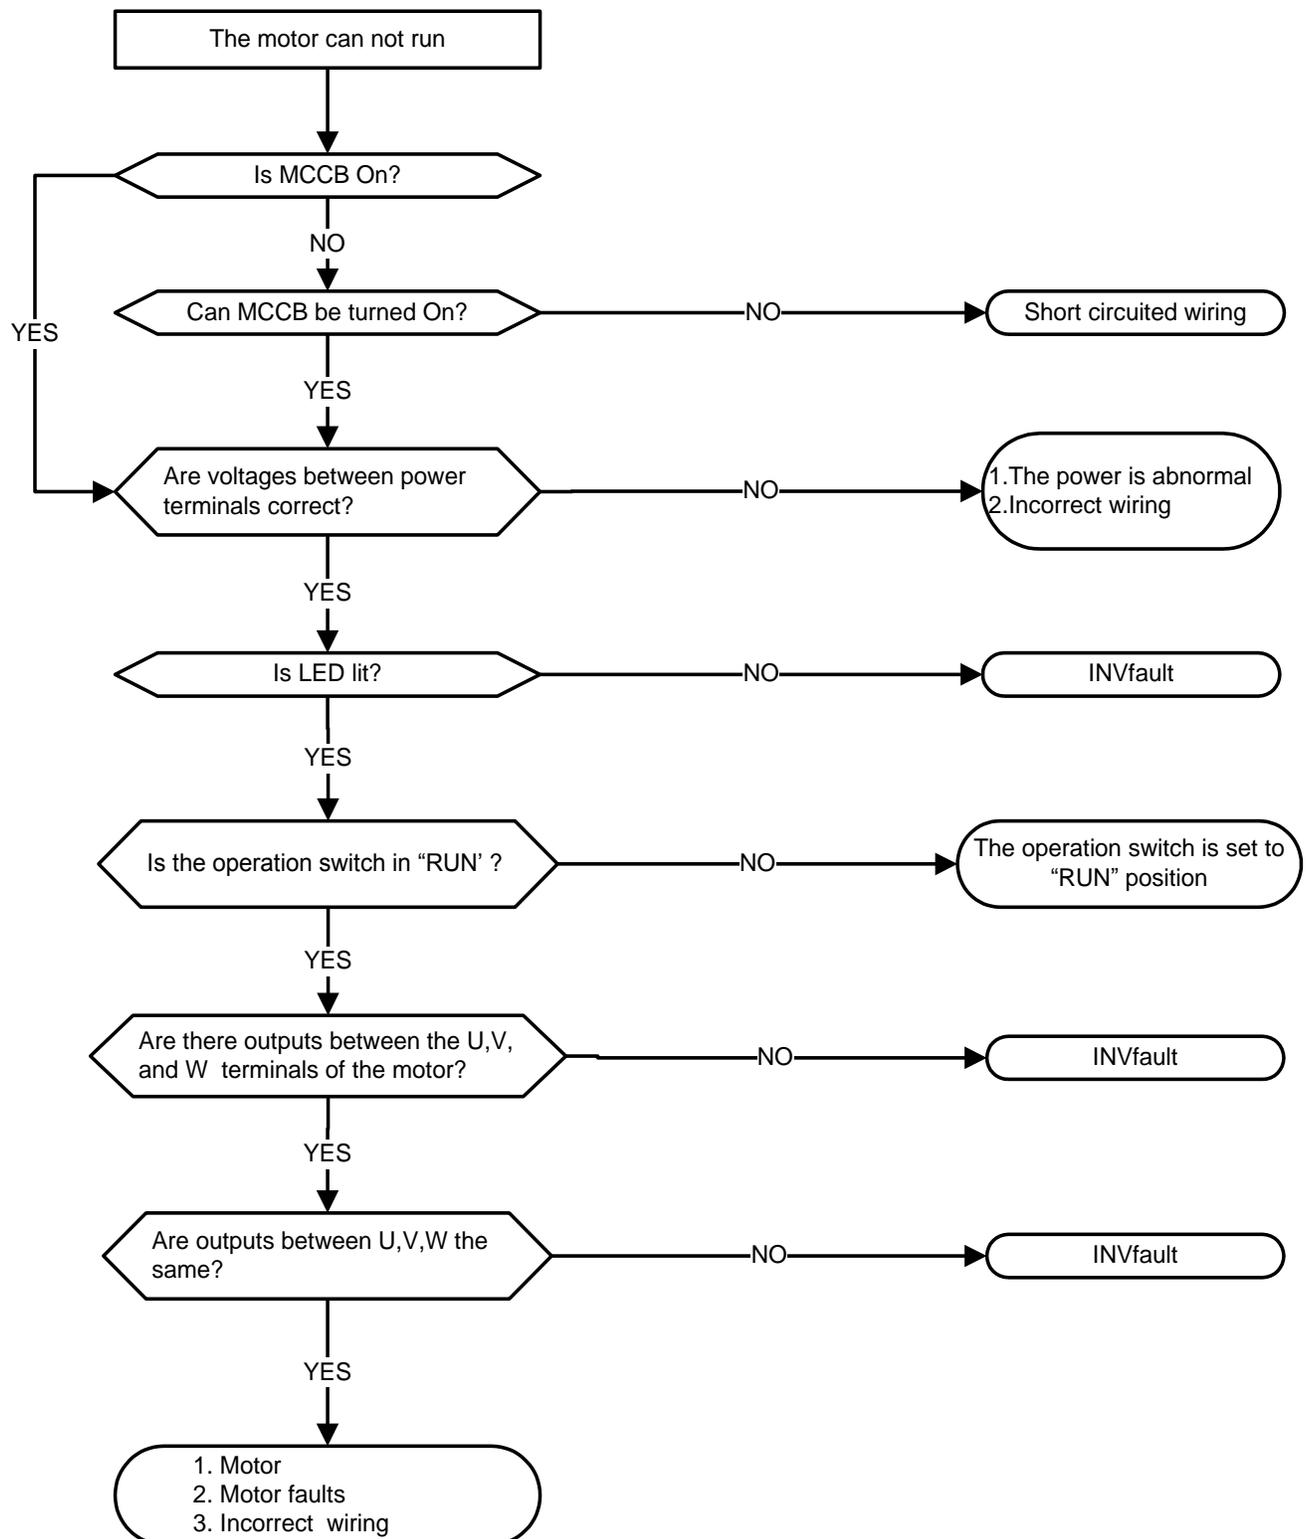 The motor can not run
Is MCCB On?
NO
YES
Can MCCB be turned On?
NO
Short circuited wiring
YES
Are voltages between power
terminals correct?
NO
1.The power is abnormal
2.Incorrect wiring
YES
Is LED lit?
NO
INVfault
YES
Is the operation switch in “RUN’ ?
NO
The operation switch is set to
“RUN” position
YES
Are there outputs between the U,V,
and W  terminals of the motor?
NO
INVfault
YES
Are outputs between U,V,W the
same?
NO
INVfault
YES
1. Motor
2. Motor faults
3. Incorrect  wiring